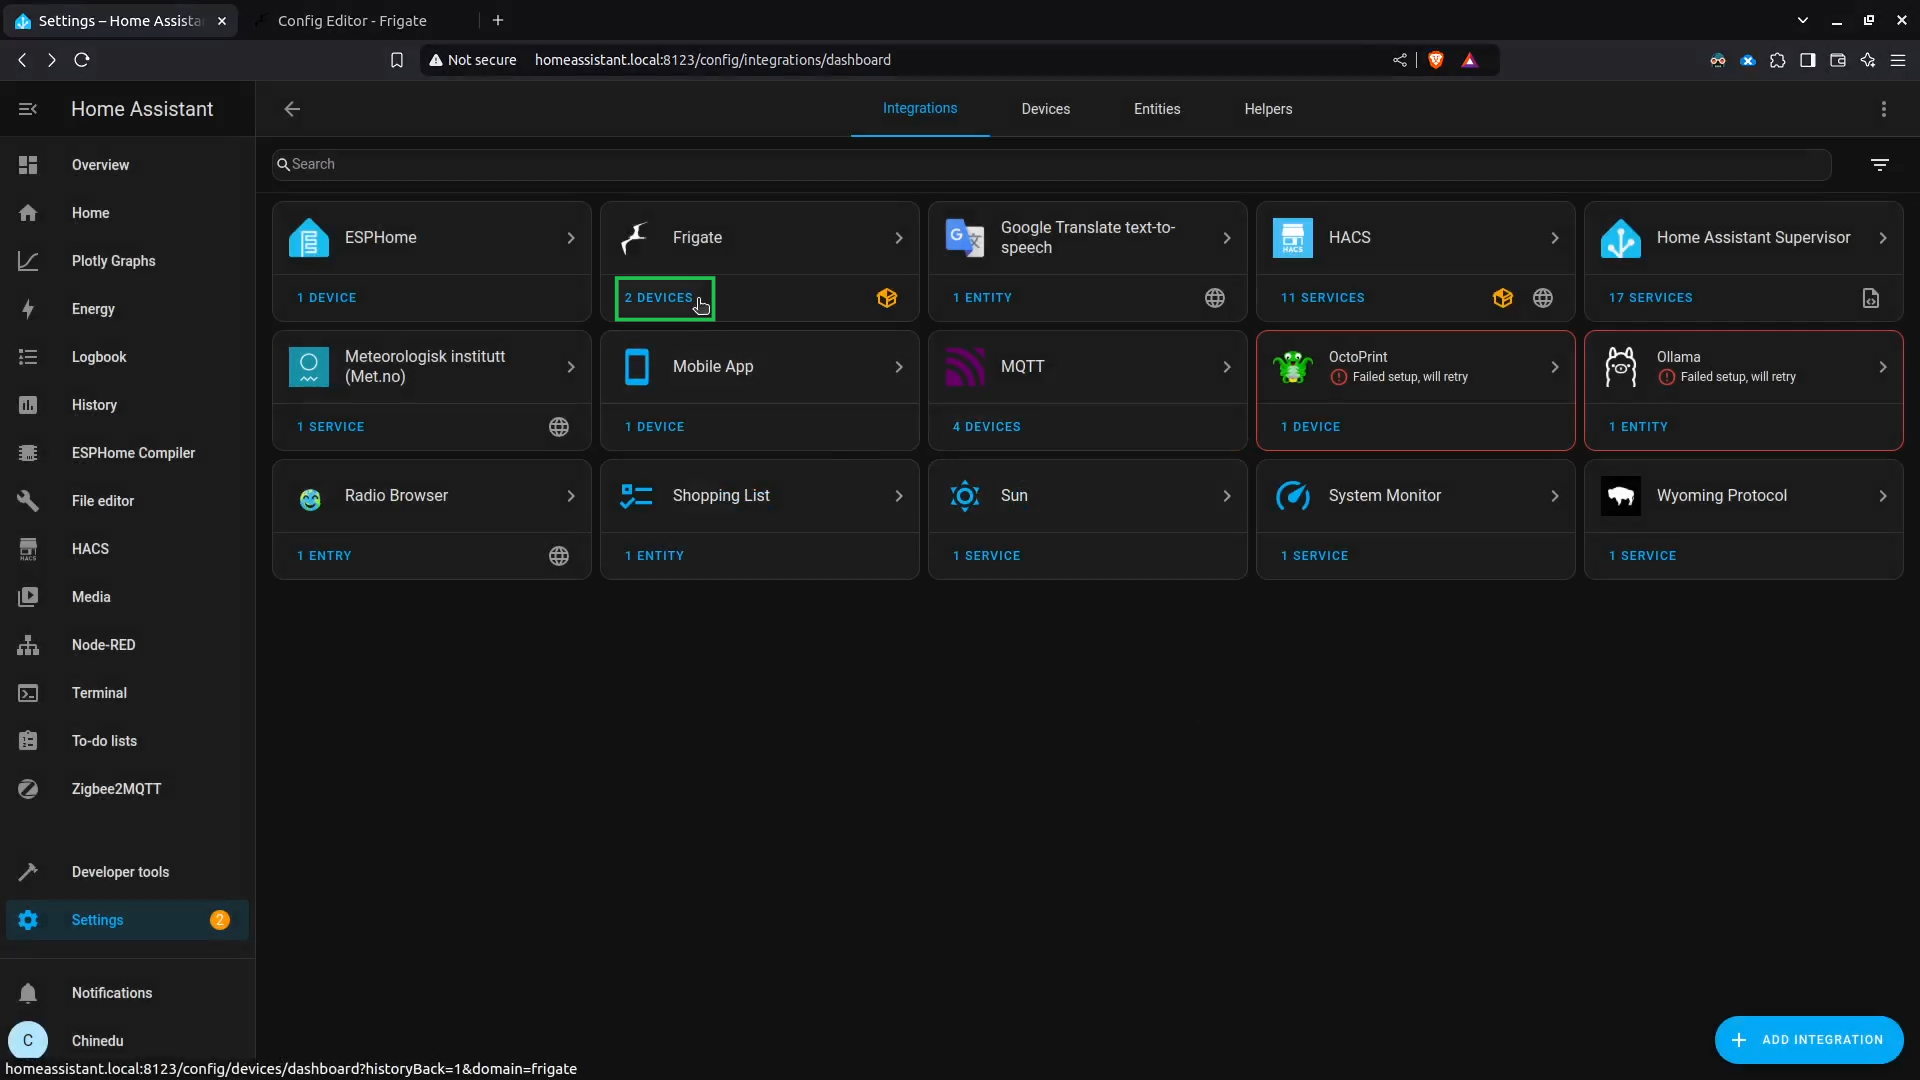 Settings – Home Assista
Config Editor - Frigate
Not secure
homeassistant.local:8123/config/integrations/dashboard
Home Assistant
Integrations
Devices
Entities
Helpers
Search
Overview
Home
Plotly Graphs
Energy
Logbook
History
ESPHome Compiler
File editor
HACS
Media
Node-RED
Terminal
To-do lists
Zigbee2MQTT
Developer tools
Settings
2
Notifications
C
Chinedu
ESPHome
1 DEVICE
Frigate
2 DEVICES
Google Translate text-to-
speech
1 ENTITY
HACS
HACS
11 SERVICES
Home Assistant Supervisor
17 SERVICES
Meteorologisk institutt
(Met.no)
1 SERVICE
Mobile App
1 DEVICE
MQTT
4 DEVICES
OctoPrint
Failed setup, will retry
1 DEVICE
Ollama
Failed setup, will retry
1 ENTITY
Radio Browser
1 ENTRY
Shopping List
1 ENTITY
Sun
1 SERVICE
System Monitor
1 SERVICE
Wyoming Protocol
1 SERVICE
ADD INTEGRATION
homeassistant.local:8123/config/devices/dashboard?historyBack=1&domain=frigate